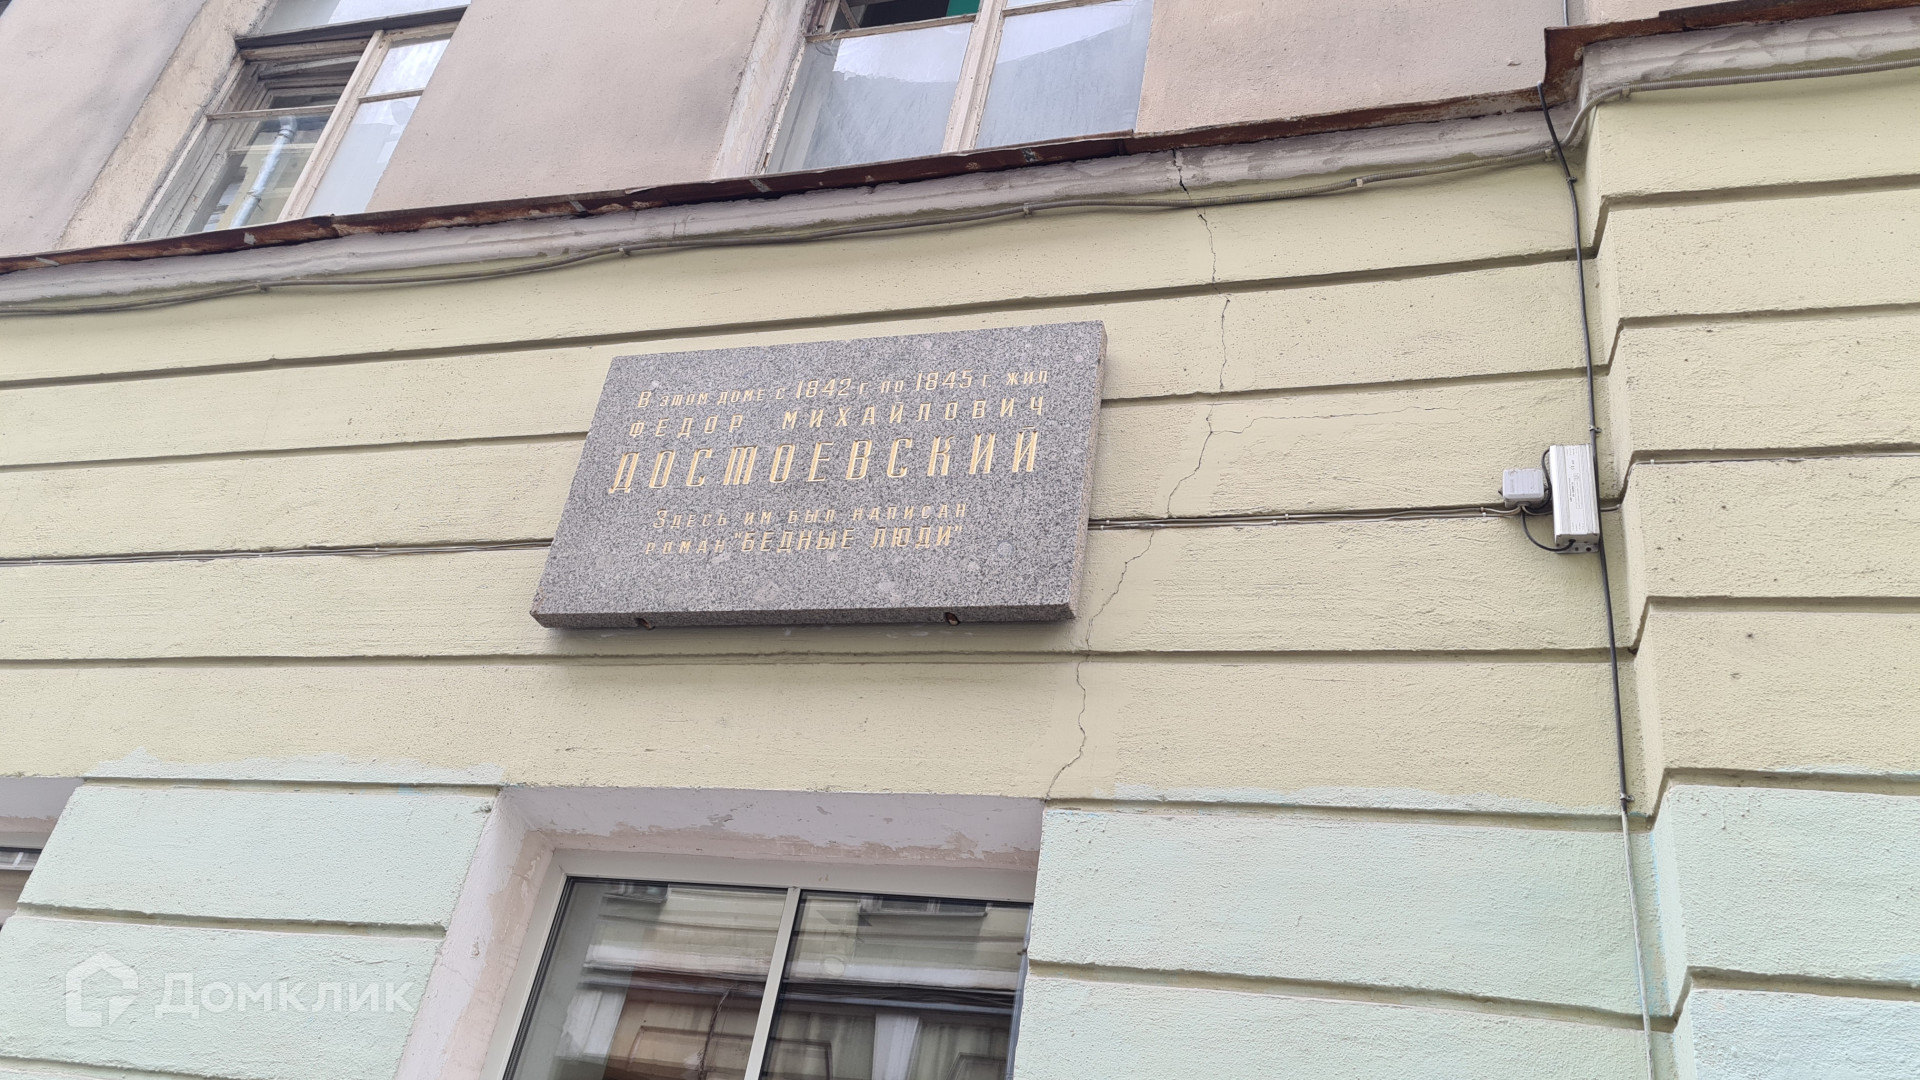 В этом доме с 1842 г. по 1845 г. жил
ФЕДОР МИХАЙЛОВИЧ
ДОСТОЕВСКИЙ
Здесь им был написан
роман "БЕДНЫЕ ЛЮДИ"
Домклик